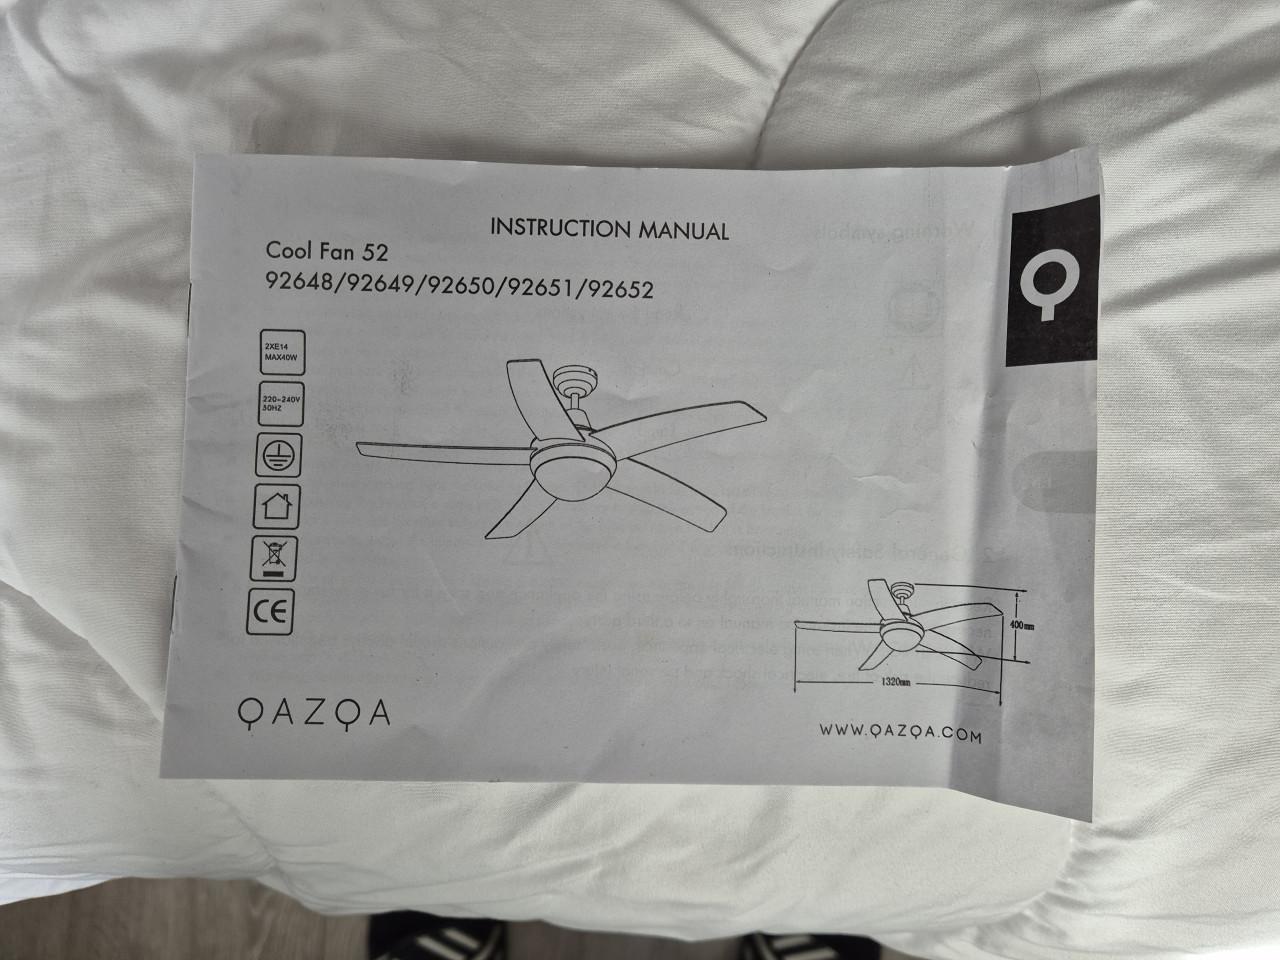 INSTRUCTION MANUAL
Cool Fan 52
92648/92649/92650/92651/92652
2XE14
MAX40W
220-240V
50HZ
CE
400mm
1320mm
QAZQA
WWW.QAZQA.COM